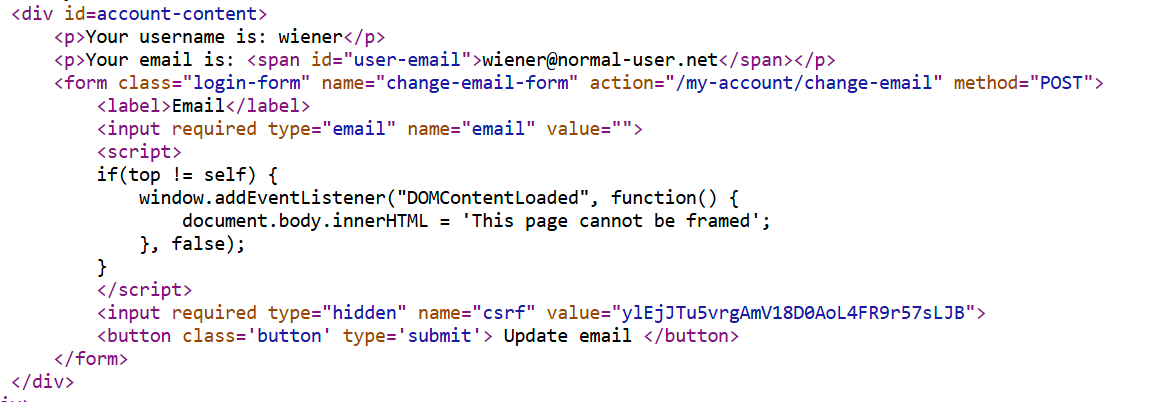 <div id=account-content>
<p>Your username is: wiener</p>
<p>Your email is: <span id="user-email">wiener@normal-user.net</span></p>
<form class="login-form" name="change-email-form" action="/my-account/change-email" method="POST">
<label>Email</label>
<input required type="email" name="email" value="">
<script>
if(top != self) {
window.addEventListener("DOMContentLoaded", function() {
document.body.innerHTML = 'This page cannot be framed';
}, false);
}
</script>
<input required type="hidden" name="csrf" value="ylEjJTu5vrgAmV18D0AoL4FR9r57sLJB">
<button class='button' type='submit'> Update email </button>
</form>
</div>